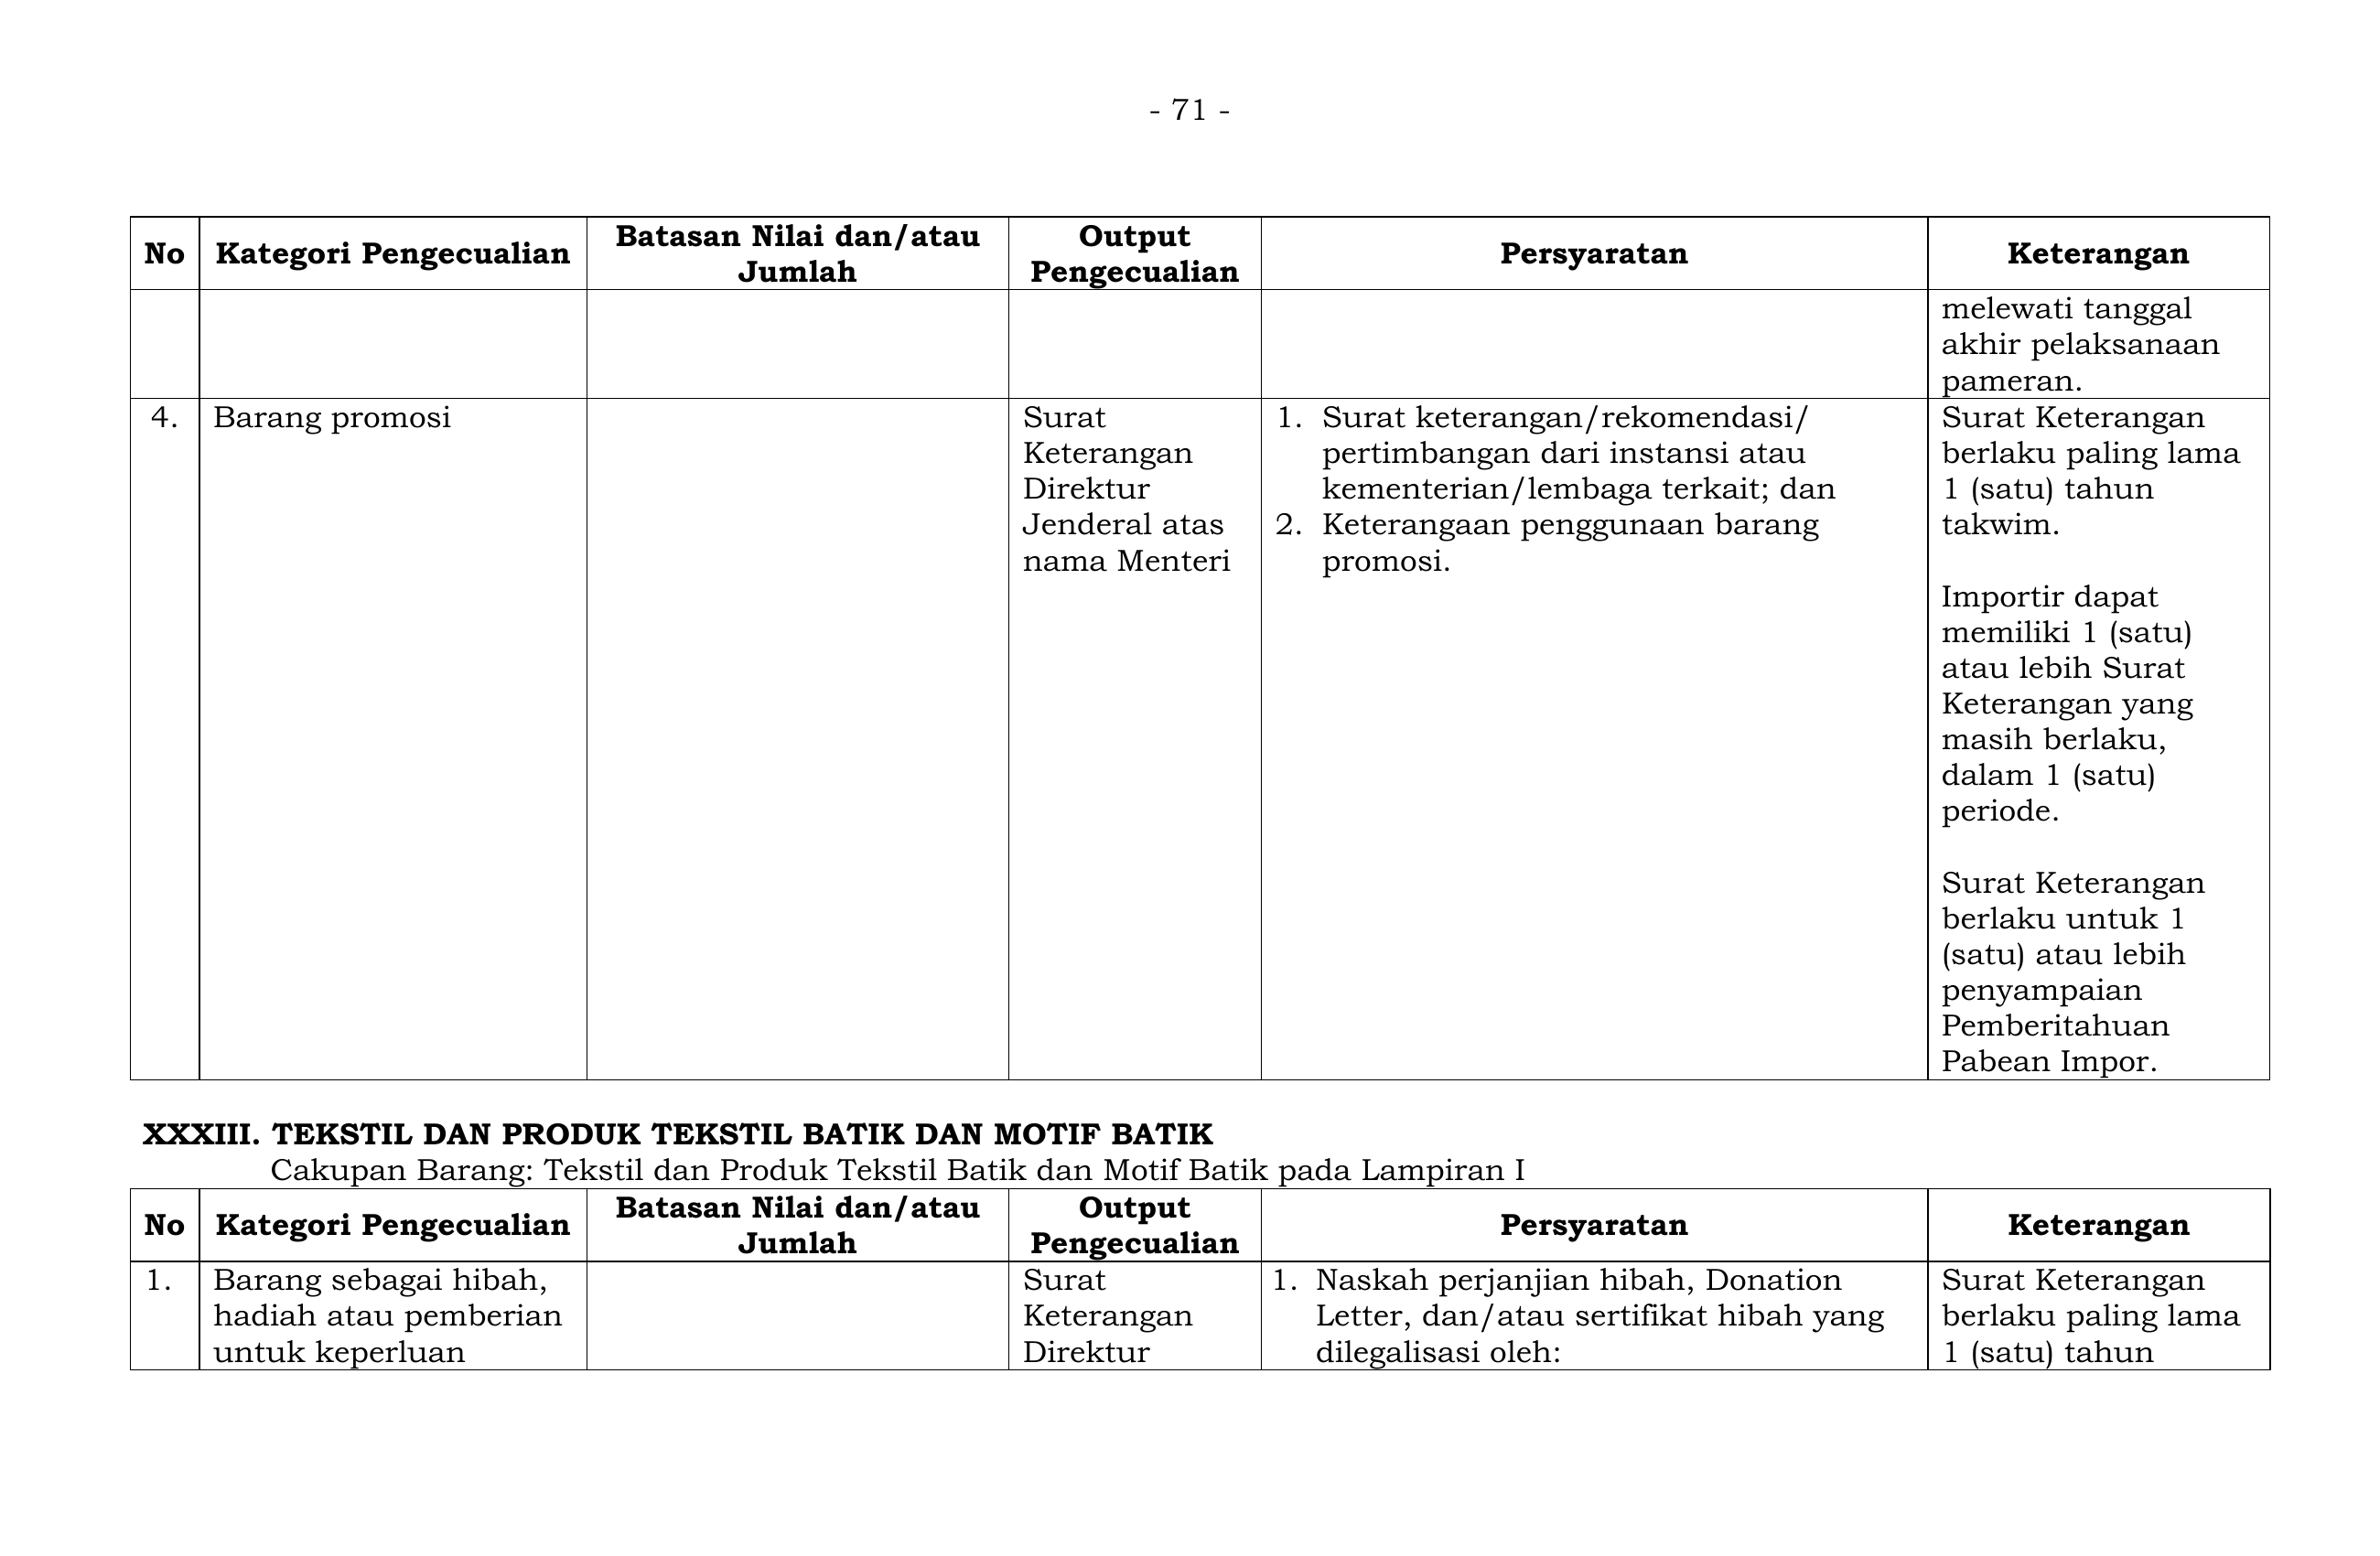 - 71 -
No
Kategori Pengecualian
Batasan Nilai dan/atau
Jumlah
Output
Pengecualian
Persyaratan
Keterangan
melewati tanggal
akhir pelaksanaan
pameran.
4.
Barang promosi
Surat
Keterangan
Direktur
Jenderal atas
nama Menteri
1. Surat keterangan/rekomendasi/
pertimbangan dari instansi atau
kementerian/lembaga terkait; dan
2. Keterangaan penggunaan barang
promosi.
Surat Keterangan
berlaku paling lama
1 (satu) tahun
takwim.
Importir dapat
memiliki 1 (satu)
atau lebih Surat
Keterangan yang
masih berlaku,
dalam 1 (satu)
periode.
Surat Keterangan
berlaku untuk 1
(satu) atau lebih
penyampaian
Pemberitahuan
Pabean Impor.
XXXIII. TEKSTIL DAN PRODUK TEKSTIL BATIK DAN MOTIF BATIK
Cakupan Barang: Tekstil dan Produk Tekstil Batik dan Motif Batik pada Lampiran I
No
Kategori Pengecualian
Batasan Nilai dan/atau
Jumlah
Output
Pengecualian
Persyaratan
Keterangan
1.
Barang sebagai hibah,
hadiah atau pemberian
untuk keperluan
Surat
Keterangan
Direktur
1. Naskah perjanjian hibah, Donation
Letter, dan/atau sertifikat hibah yang
dilegalisasi oleh:
Surat Keterangan
berlaku paling lama
1 (satu) tahun